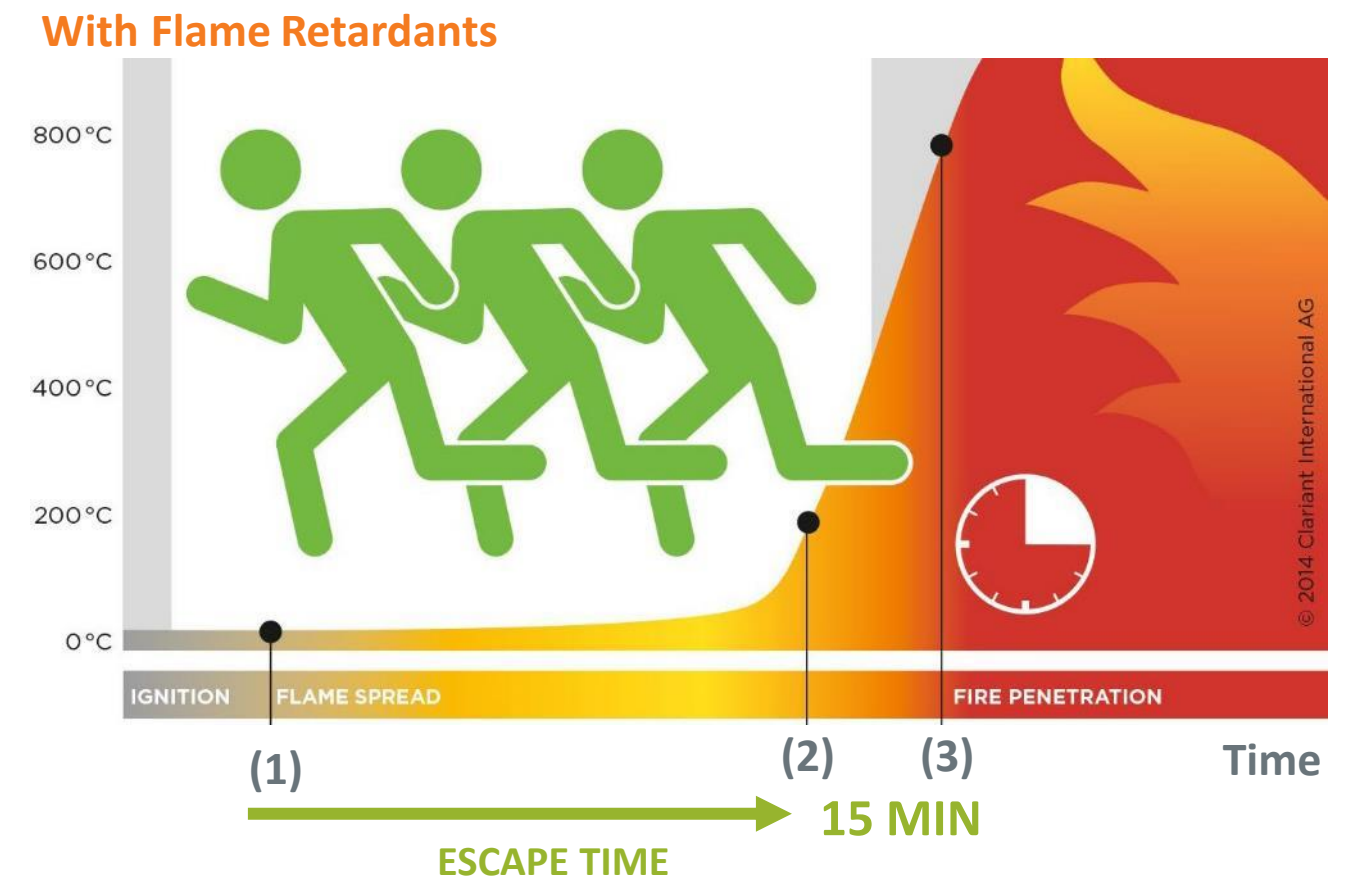 With Flame Retardants
800°C
600°C
400°C
200°C
0°C
IGNITION
FLAME SPREAD
FIRE PENETRATION
(1)
(2)
(3)
Time
15 MIN
ESCAPE TIME
© 2014 Clariant International AG